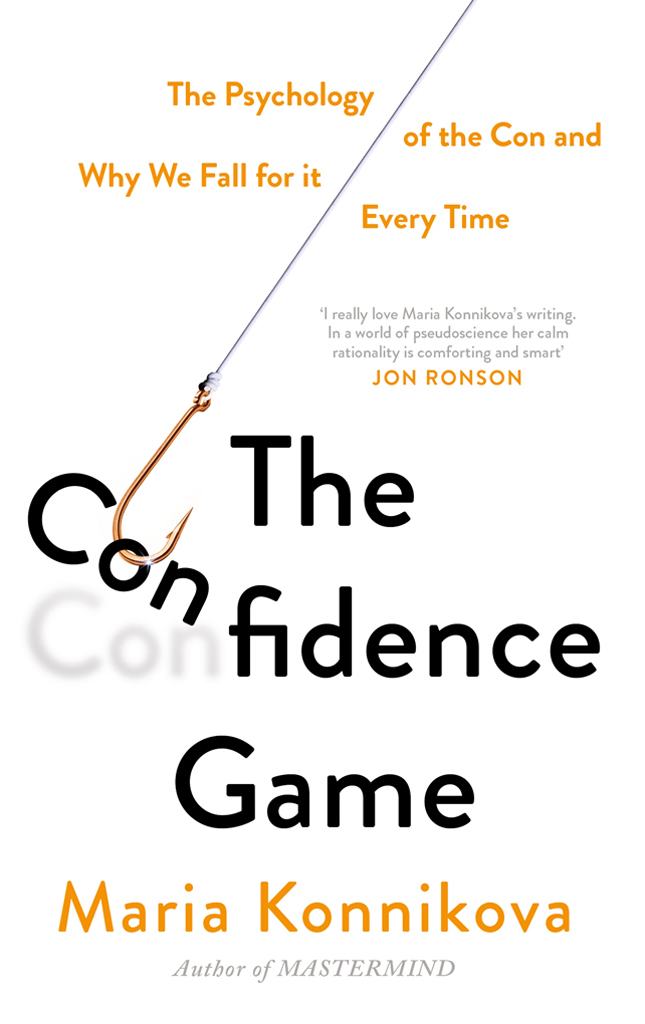 The Psychology
of the Con and
Why We Fall for it
Every Time
‘I really love Maria Konnikova’s writing.
In a world of pseudoscience her calm
rationality is comforting and smart’
JON RONSON
The
Confidence
Game
Maria Konnikova
Author of MASTERMIND